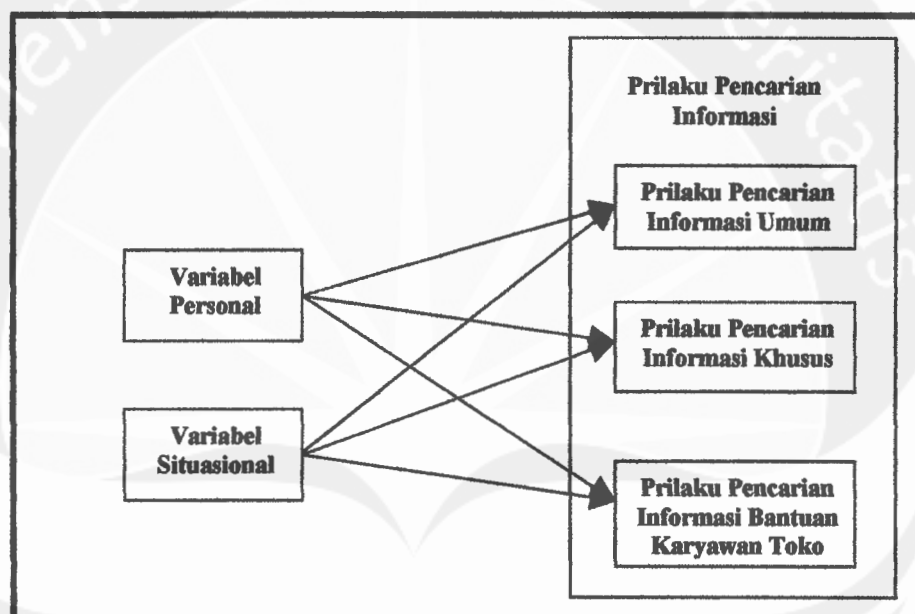 Prilaku Pencarian
Informasi
Prilaku Pencarian
Informasi Umum
Variabel
Personal
Prilaku Pencarian
Informasi Khusus
Variabel
Situasional
Prilaku Pencarian
Informasi Bantuan
Karyawan Toko